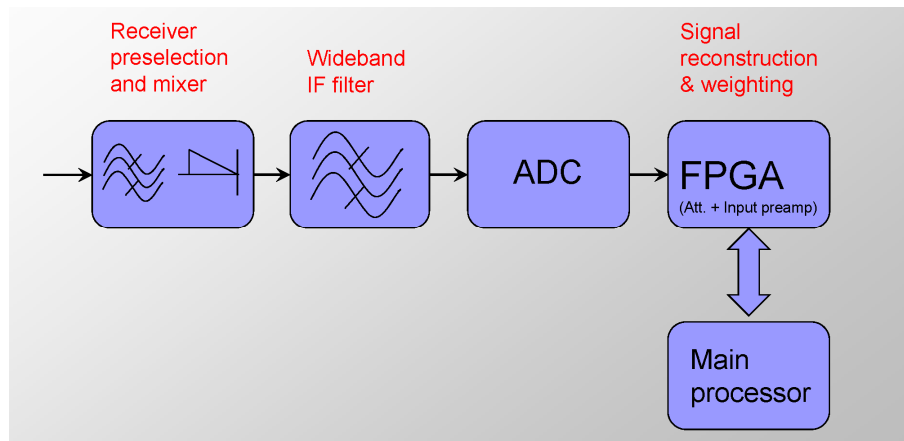 Receiver
preselection
and mixer
Wideband
IF filter
Signal
reconstruction
& weighting
ADC
FPGA
(Att. + Input preamp)
Main
processor